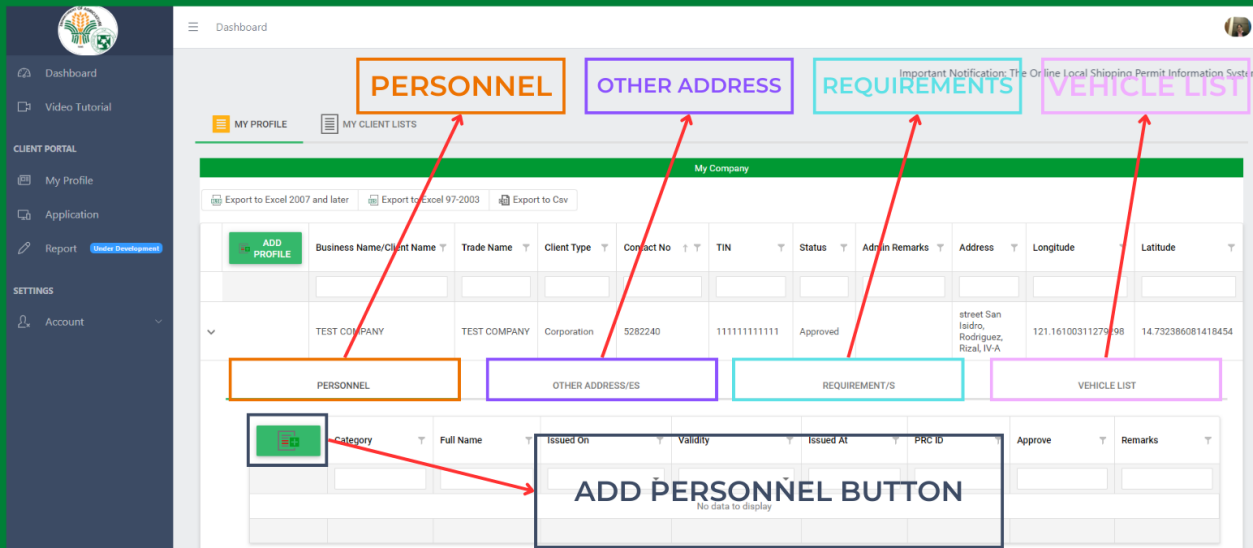 Dashboard
Important Notification: The Online Local Shipping Permit Information Syste
PERSONNEL
OTHER ADDRESS
REQUIREMENTS
VEHICLE LIST
Dashboard
Video Tutorial
CLIENT PORTAL
My Profile
Application
Report Under Development
SETTINGS
Account
MY PROFILE
MY CLIENT LISTS
My Company
Export to Excel 2007 and later
Export to Excel 97-2003
Export to Csv
ADD PROFILE
Business Name/Client Name
Trade Name
Client Type
Contact No
TIN
Status
Admin Remarks
Address
Longitude
Latitude
TEST COMPANY
TEST COMPANY
Corporation
5282240
111111111111
Approved
street San
Isidro,
Rodriguez,
Rizal, IV-A
14.732386081418454
PERSONNEL
OTHER ADDRESS/ES
REQUIREMENT/S
VEHICLE LIST
Category
Full Name
Issued On
Validity
Issued At
PRC ID
Approve
Remarks
ADD PERSONNEL BUTTON
No data to display